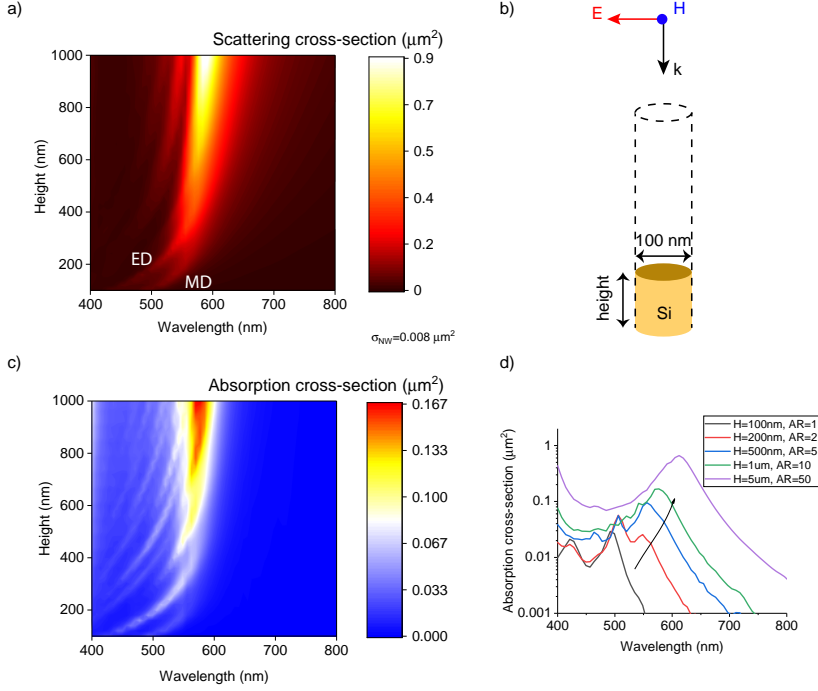 a)
Scattering cross-section (μm²)
1000
800
600
400
200
Height (nm)
ED
MD
400 500 600 700 800
Wavelength (nm)
0.9
0.7
0.5
0.4
0.2
0
σNW=0.008 μm²
b)
E
H
k
100 nm
height
Si
c)
Absorption cross-section (μm²)
1000
800
600
400
200
Height (nm)
400 500 600 700 800
Wavelength (nm)
0.167
0.133
0.100
0.067
0.033
0.000
d)
H=100nm, AR=1
H=200nm, AR=2
H=500nm, AR=5
H=1um, AR=10
H=5um, AR=50
1
0.1
0.01
0.001
Absorption cross-section (μm²)
400 500 600 700 800
Wavelength (nm)